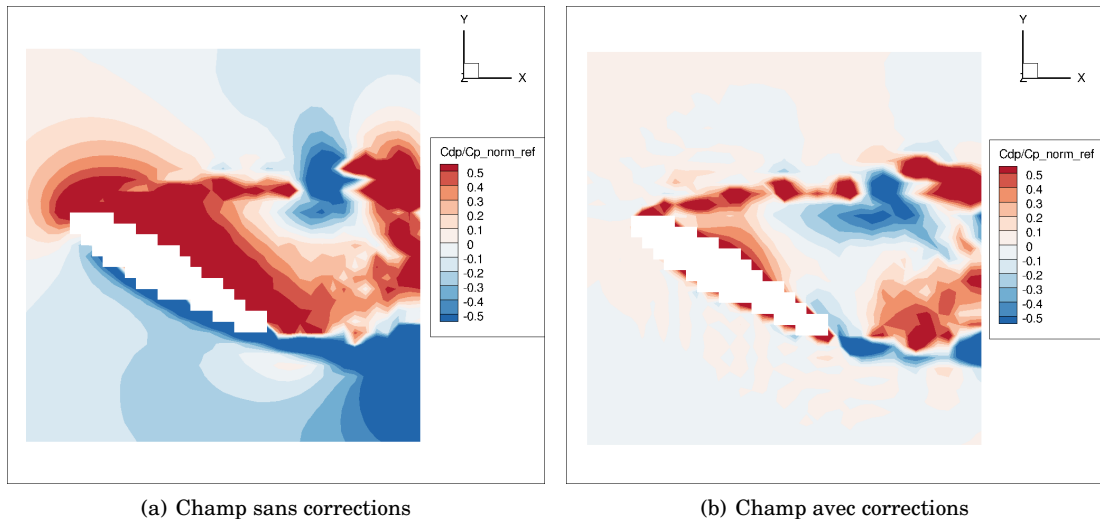 Y
Z X
Cdp/Cp_norm_ref
0.5
0.4
0.3
0.2
0.1
0
-0.1
-0.2
-0.3
-0.4
-0.5
(a) Champ sans corrections
Y
Z X
Cdp/Cp_norm_ref
0.5
0.4
0.3
0.2
0.1
0
-0.1
-0.2
-0.3
-0.4
-0.5
(b) Champ avec corrections